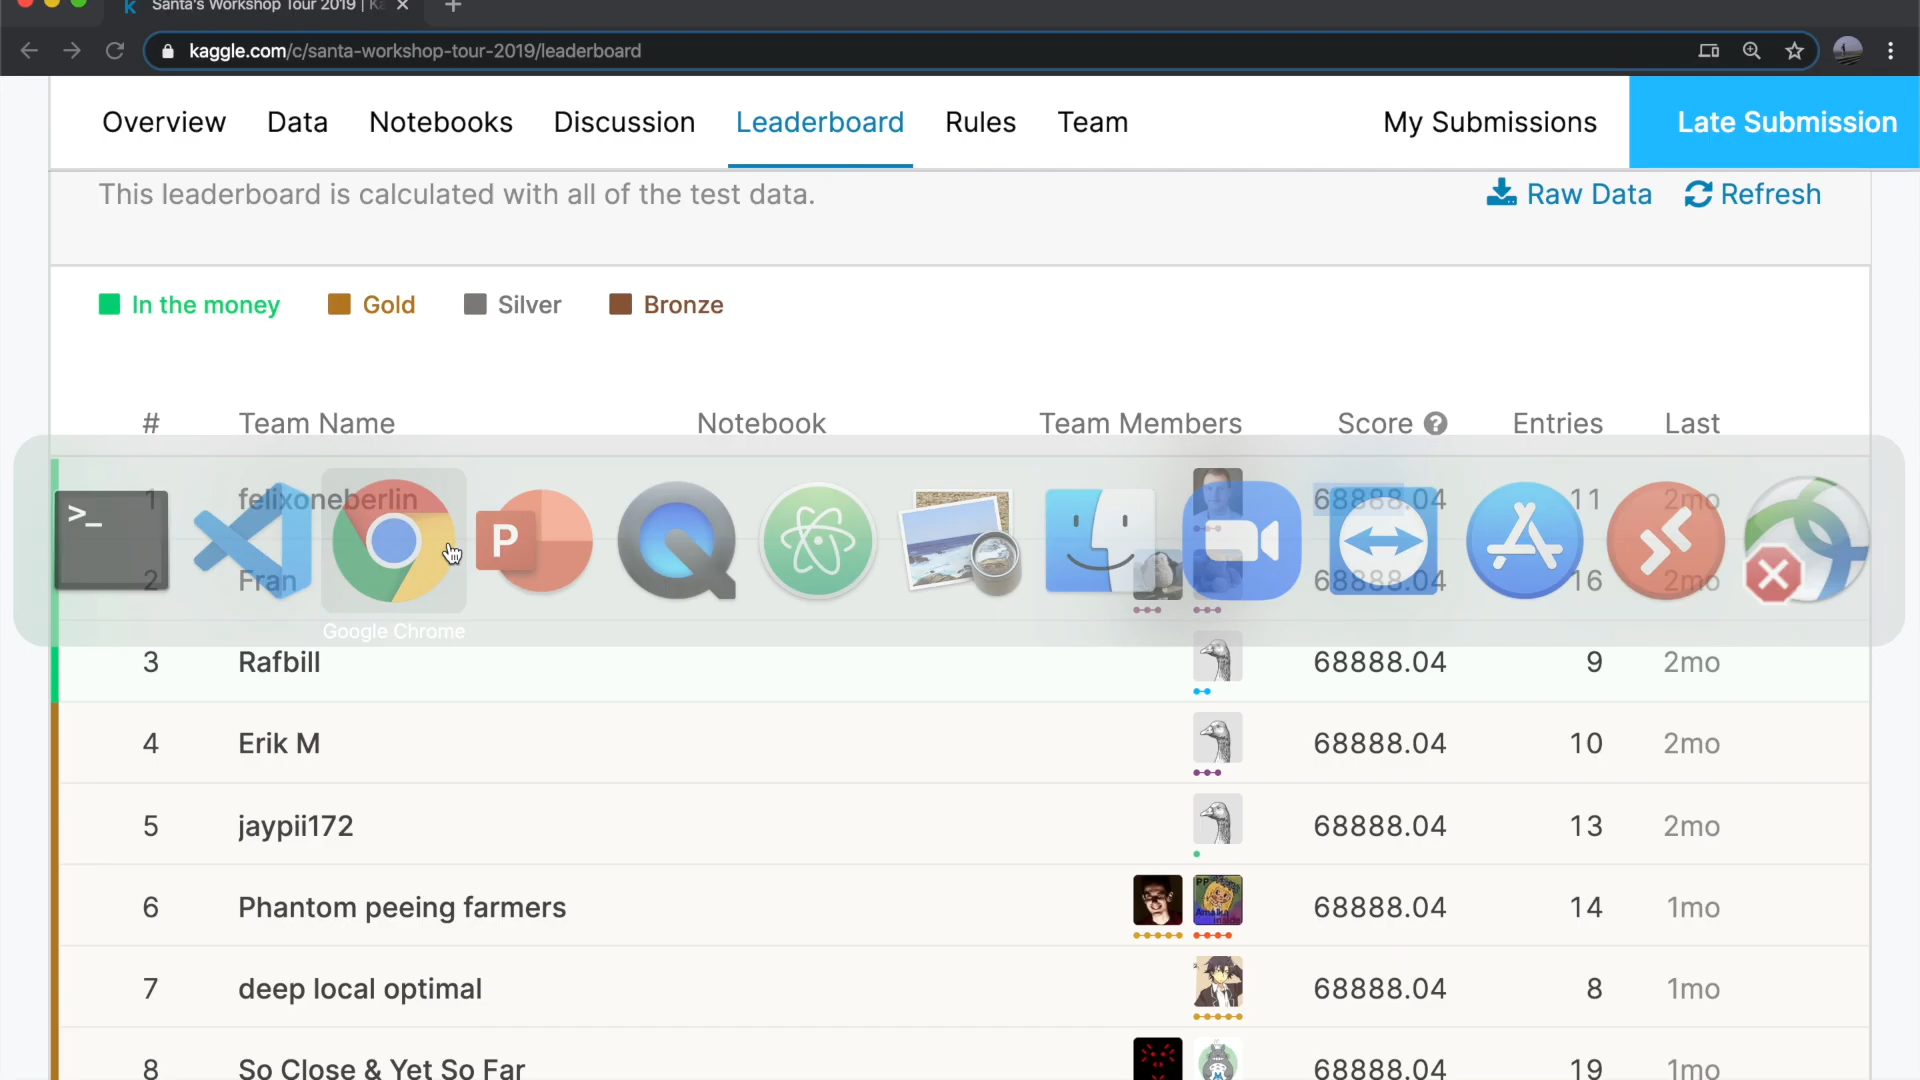 Santa's Workshop Tour 2019 | Ka
kaggle.com/c/santa-workshop-tour-2019/leaderboard
Overview Data Notebooks Discussion Leaderboard Rules Team My Submissions Late Submission
This leaderboard is calculated with all of the test data. Raw Data Refresh
In the money Gold Silver Bronze
# Team Name Notebook Team Members Score ? Entries Last
1 felixoneberlin 68888.04 11 2mo
>_
P
2 Fran 68888.04 16 2mo
Google Chrome
3 Rafbill 68888.04 9 2mo
4 Erik M 68888.04 10 2mo
5 jaypii172 68888.04 13 2mo
6 Phantom peeing farmers 68888.04 14 1mo
7 deep local optimal 68888.04 8 1mo
8 So Close & Yet So Far 68888.04 19 1mo